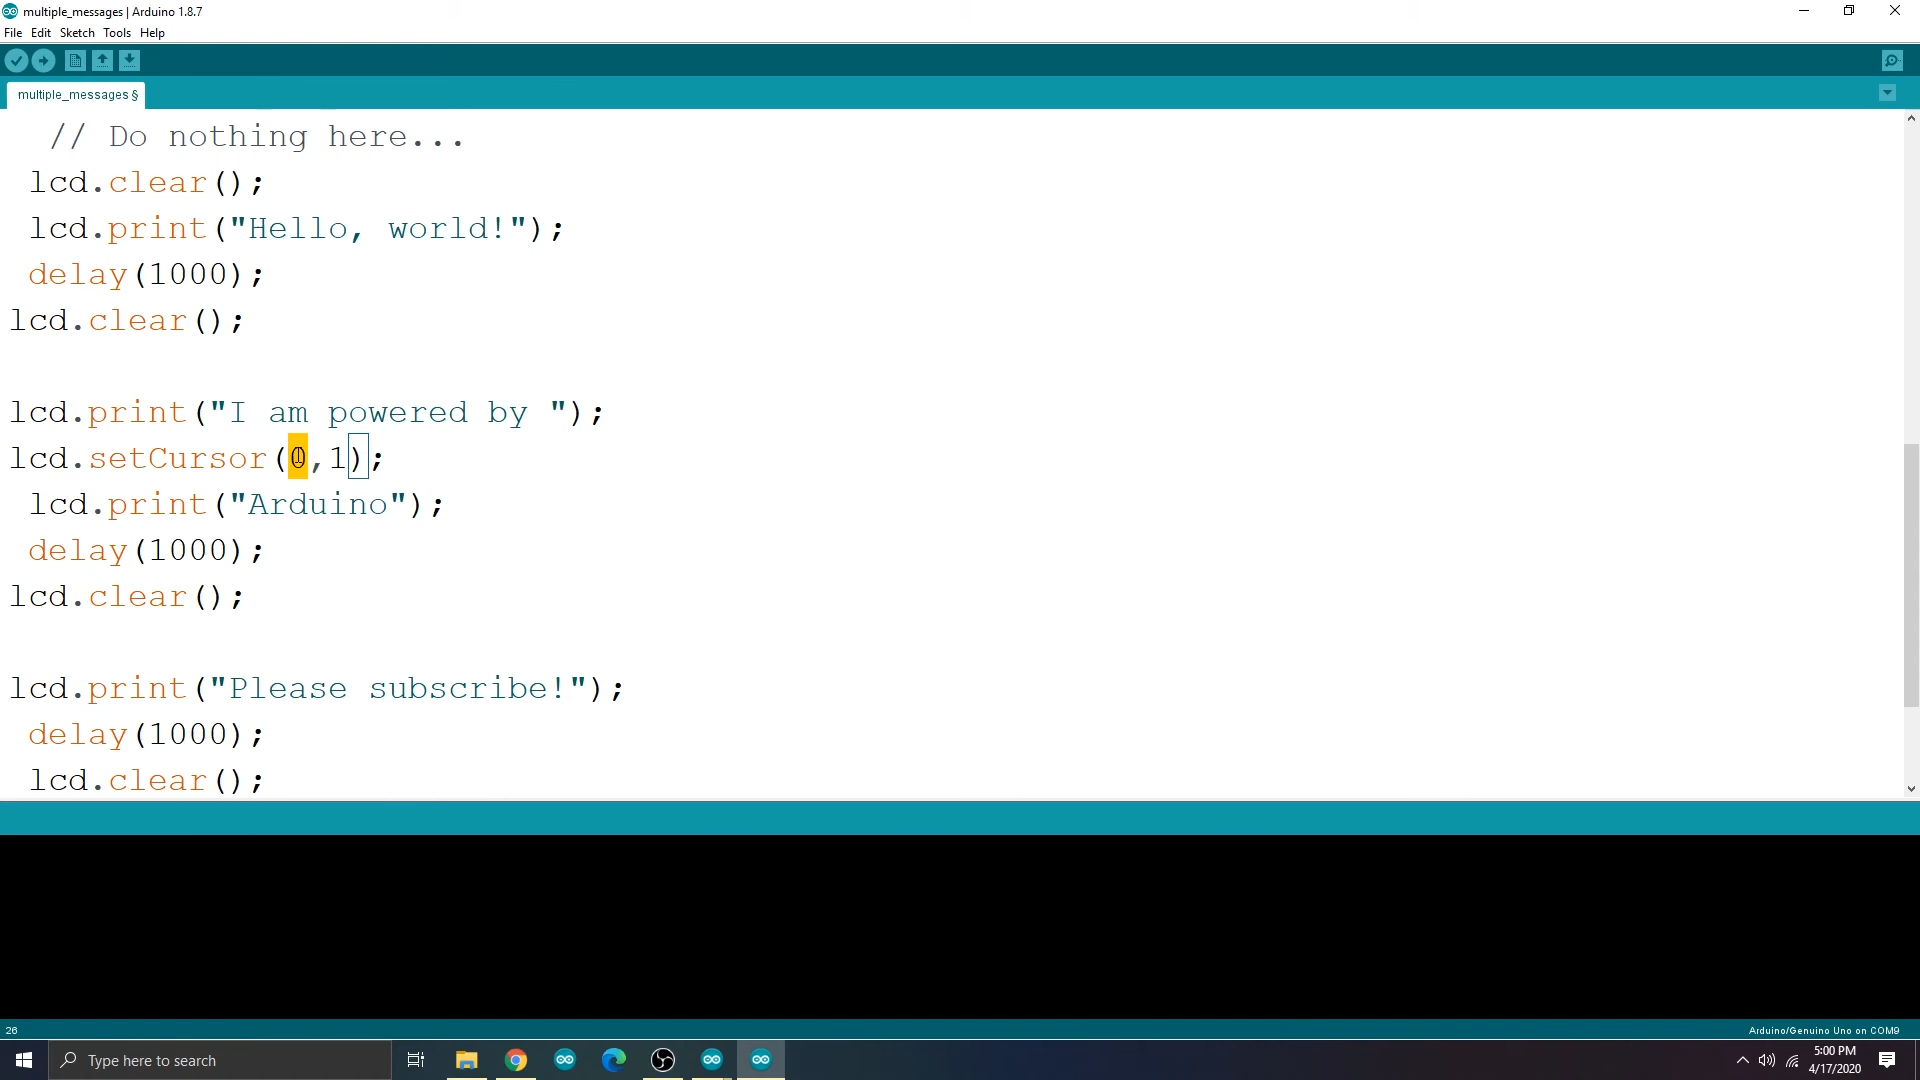 multiple_messages | Arduino 1.8.7
File Edit Sketch Tools Help
multiple_messages §
// Do nothing here...
lcd.clear();
lcd.print("Hello, world!");
delay(1000);
lcd.clear();
lcd.print("I am powered by ");
lcd.setCursor(0,1);
lcd.print("Arduino");
delay(1000);
lcd.clear();
lcd.print("Please subscribe!");
delay(1000);
lcd.clear();
26
Arduino/Genuino Uno on COM9
Type here to search
5:00 PM
4/17/2020